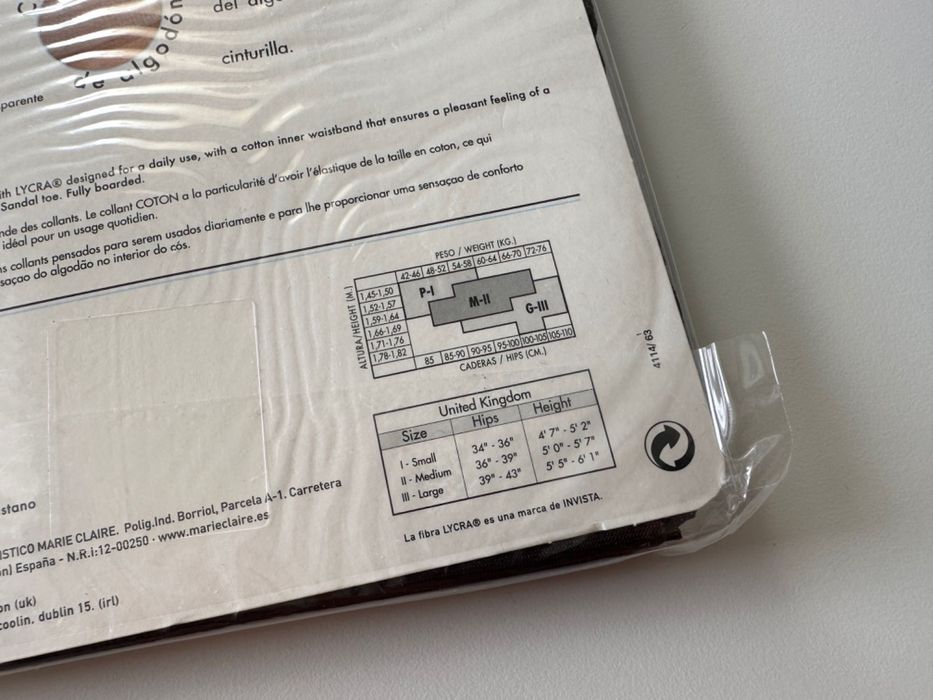 del
de algodón
cinturilla.
parente
LYCRA® designed for a daily use, with a cotton inner waistband that ensures a pleasant feeling of a
Sandal toe. Fully boarded.
des collants. Le collant COTON a la particularité d'avoir l'élastique de la taille en coton, ce qui
idéal pour un usage quotidien.
collants pensados para serem usados diariamente e para lhe proporcionar uma sensaçao de conforto
do algodão no interior do cós.
PESO / WEIGHT (KG.)
42-46 48-52 54-58 60-64 66-70 72-76
ALTURA/HEIGHT (M.)
1,45-1,50
1,52-1,57
1,59-1,64
1,66-1,69
1,71-1,76
1,78-1,82
P-I
M-II
G-III
85 85-90 90-95 95-100 100-105 105-110
CADERAS / HIPS (CM.)
4114/63
United Kingdom
Size Hips Height
I - Small 34" - 36" 4' 7" - 5' 2"
II - Medium 36" - 39" 5' 0" - 5' 7"
III - Large 39" - 43" 5' 5" - 6' 1"
La fibra LYCRA® es una marca de INVISTA.
stano
ISTICO MARIE CLAIRE. Polig.Ind. Borriol, Parcela A-1. Carretera
España - N.R.i:12-00250 · www.marieclaire.es
on (uk)
coolin. dublin 15. (irl)